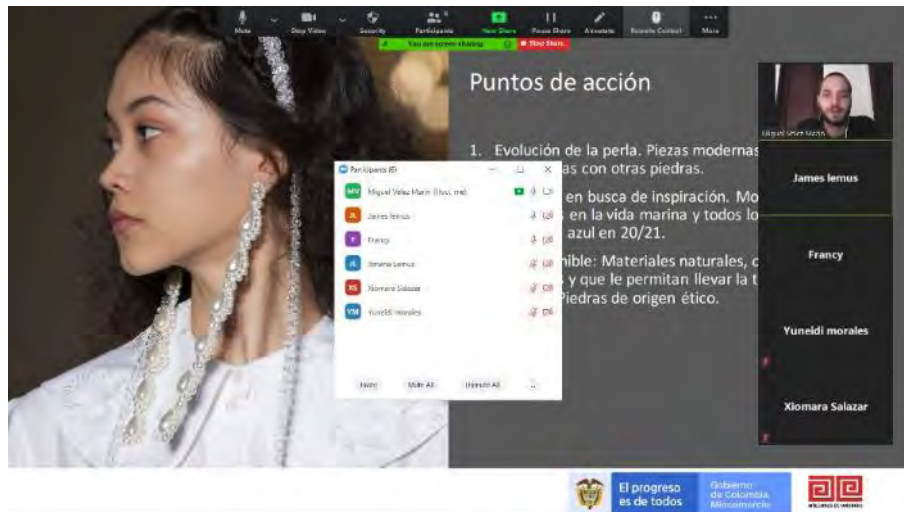 Mute
Stop Video
Security
Participants
New Share
Pause Share
Annotate
Remote Control
More
You are screen sharing
Stop Share
Puntos de acción
1. Evolución de la perla. Piezas modernas
as con otras piedras.
en busca de inspiración. Mo
en la vida marina y todos lo
azul en 20/21.
nible: Materiales naturales, c
y que le permitan llevar la t
Piedras de origen ético.
Participants (6)
MV Miguel Velez Marin (Host, me)
JL James lemus
F Francy
JL Jimena Lemus
XS Xiomara Salazar
YM Yuneidi morales
Invite
Mute All
Unmute All
...
Miguel Velez Marin
James lemus
Francy
Yuneidi morales
Xiomara Salazar
El progreso
es de todos
Gobierno
de Colombia
Mincomercio